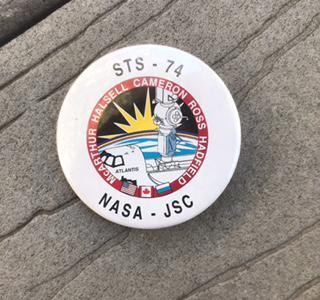 STS - 74
McARTHUR HALSELL CAMERON ROSS HADFIELD
ATLANTIS
NASA - JSC